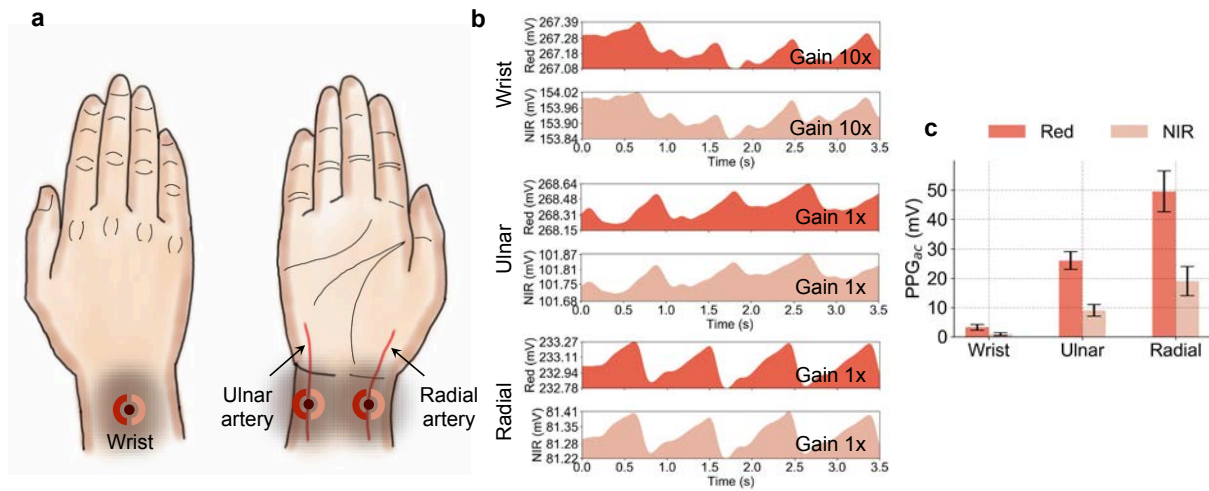 a
Ulnar
artery
Radial
artery
Wrist
b
Wrist
Red (mV)
267.39
267.28
267.18
267.08
Gain 10x
NIR (mV)
154.02
153.96
153.90
153.84
Gain 10x
0.0 0.5 1.0 1.5 2.0 2.5 3.0 3.5
Time (s)
Ulnar
Red (mV)
268.64
268.48
268.31
268.15
Gain 1x
NIR (mV)
101.87
101.81
101.75
101.68
Gain 1x
0.0 0.5 1.0 1.5 2.0 2.5 3.0 3.5
Time (s)
Radial
Red (mV)
233.27
233.11
232.94
232.78
Gain 1x
NIR (mV)
81.41
81.35
81.28
81.22
Gain 1x
0.0 0.5 1.0 1.5 2.0 2.5 3.0 3.5
Time (s)
c
Red NIR
PPGac (mV)
50
40
30
20
10
0
Wrist Ulnar Radial